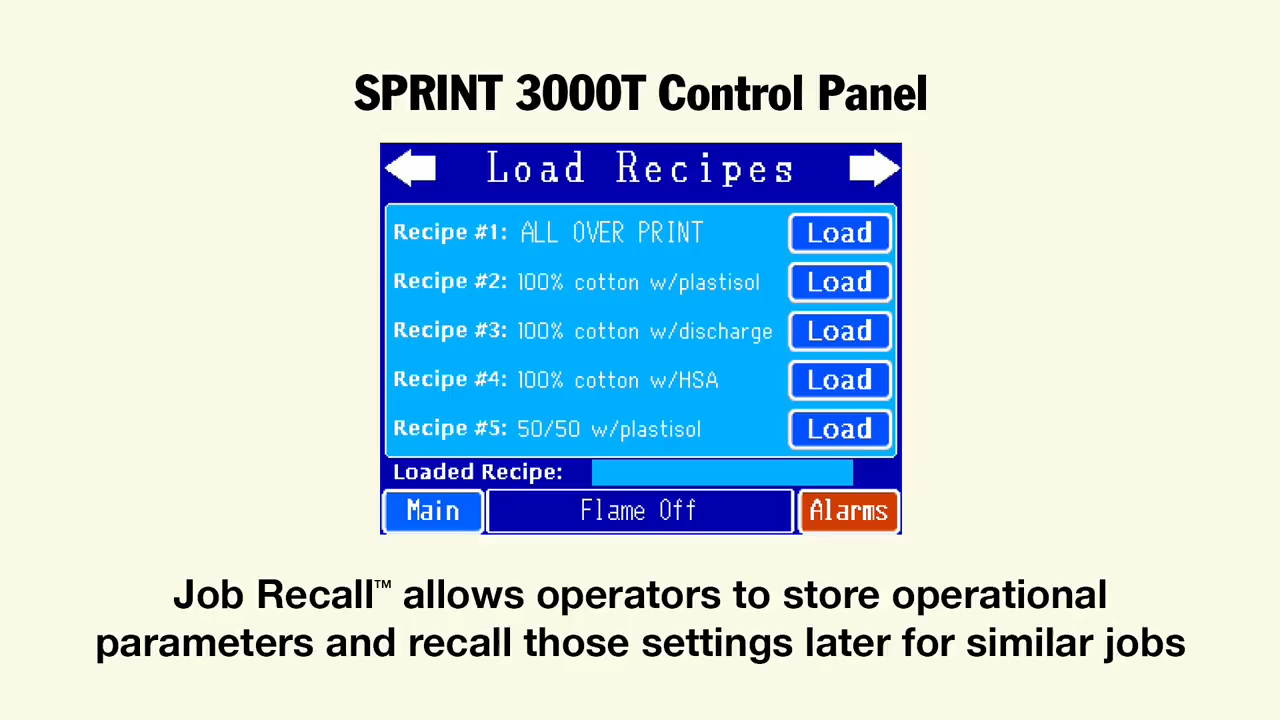 SPRINT 3000T Control Panel
Load Recipes
Recipe #1: ALL OVER PRINT Load
Recipe #2: 100% cotton w/plastisol Load
Recipe #3: 100% cotton w/discharge Load
Recipe #4: 100% cotton w/HSA Load
Recipe #5: 50/50 w/plastisol Load
Loaded Recipe:
Main Flame Off Alarms
Job Recall™ allows operators to store operational
parameters and recall those settings later for similar jobs